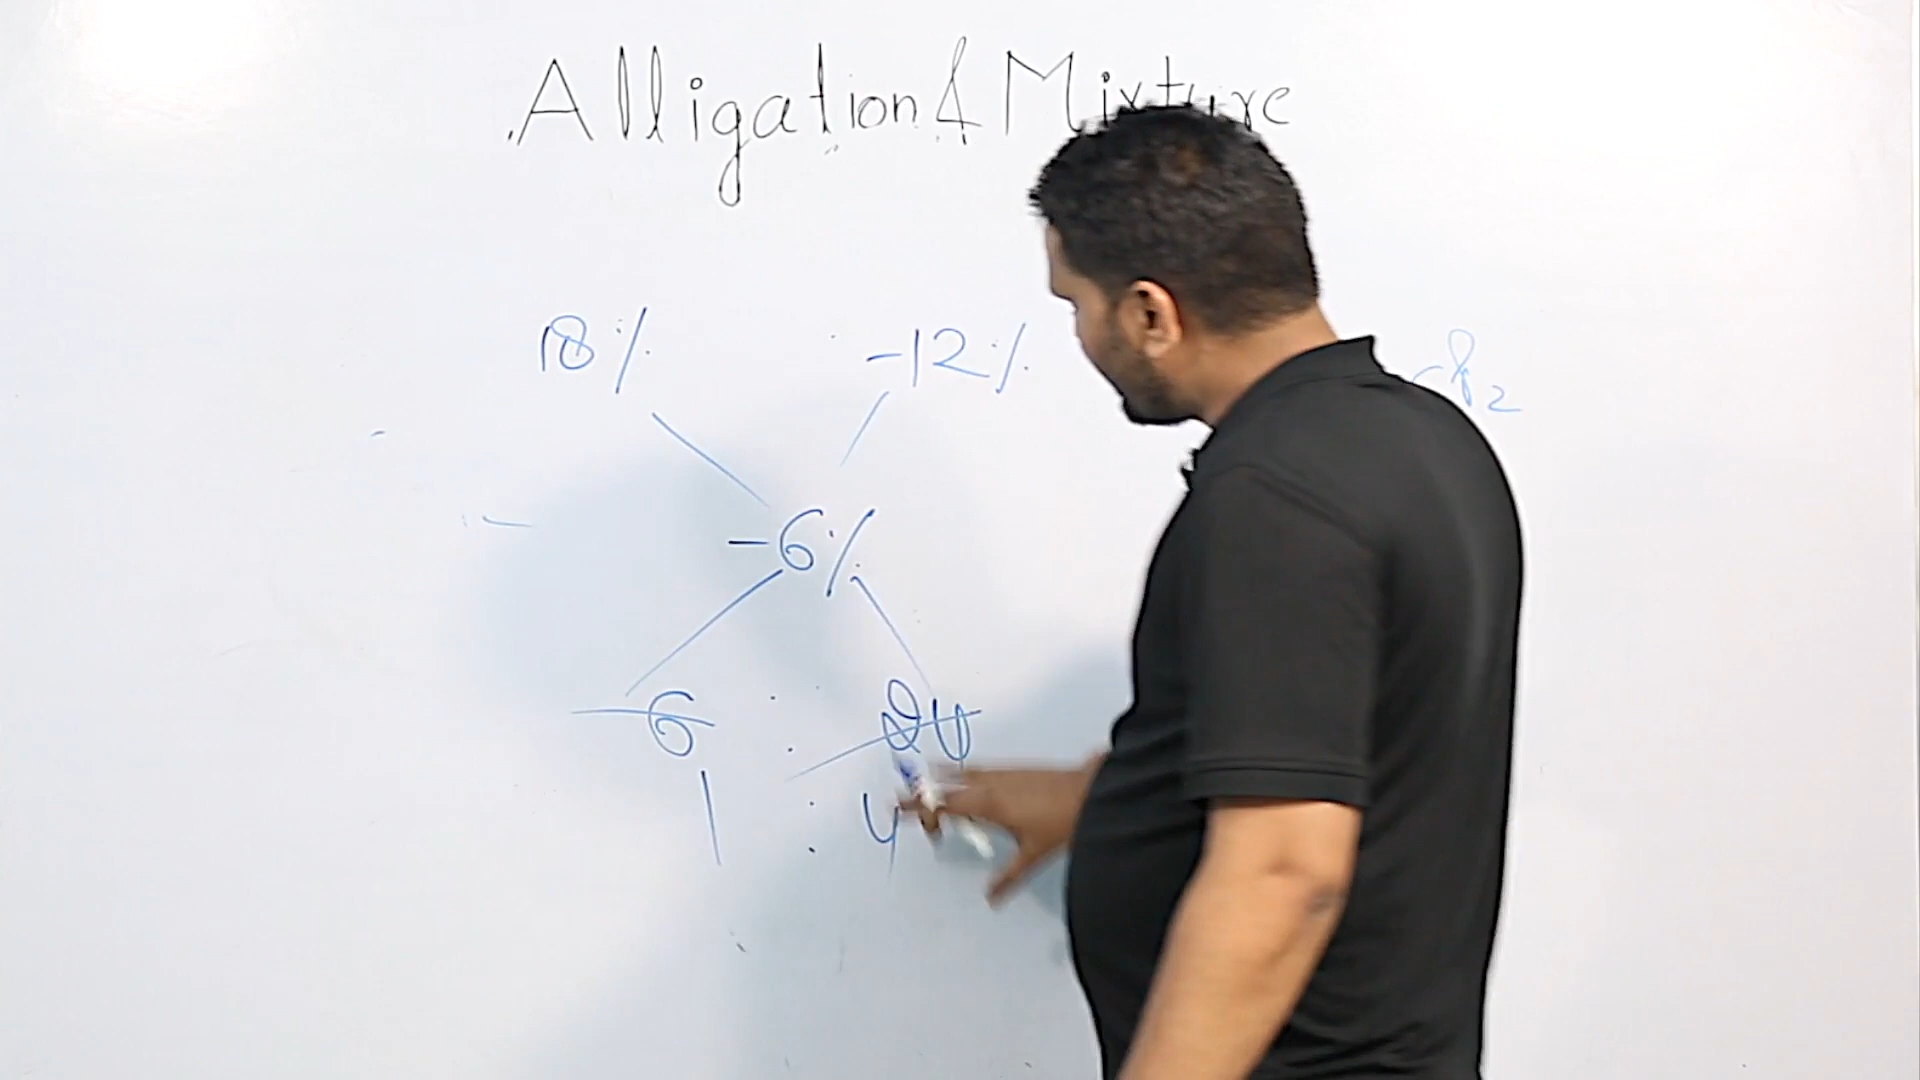 Alligation & Mixture
18% -12%
-6%
6 : 24
1 : 4